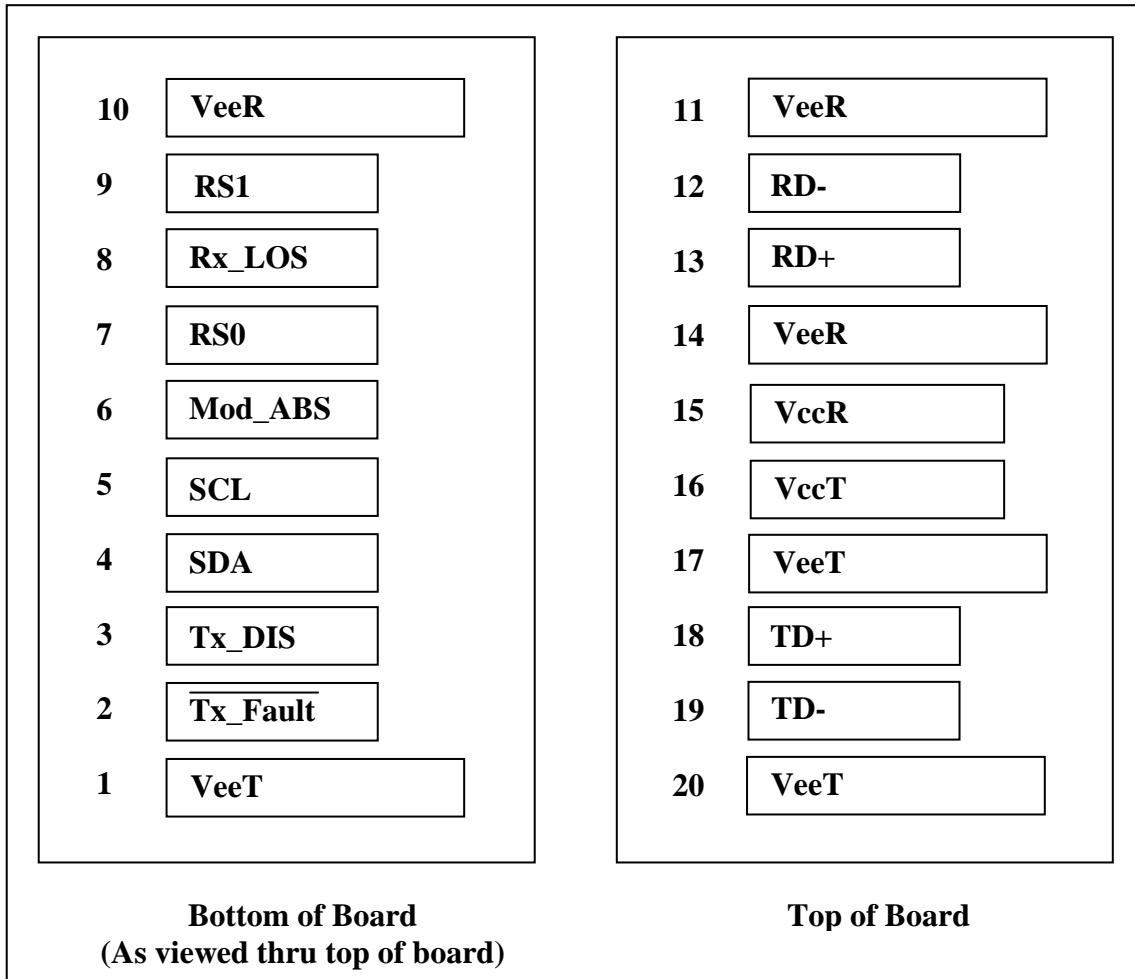 10 VeeR
9 RS1
8 Rx_LOS
7 RS0
6 Mod_ABS
5 SCL
4 SDA
3 Tx_DIS
2 Tx_Fault
1 VeeT
Bottom of Board
(As viewed thru top of board)
11 VeeR
12 RD-
13 RD+
14 VeeR
15 VccR
16 VccT
17 VeeT
18 TD+
19 TD-
20 VeeT
Top of Board